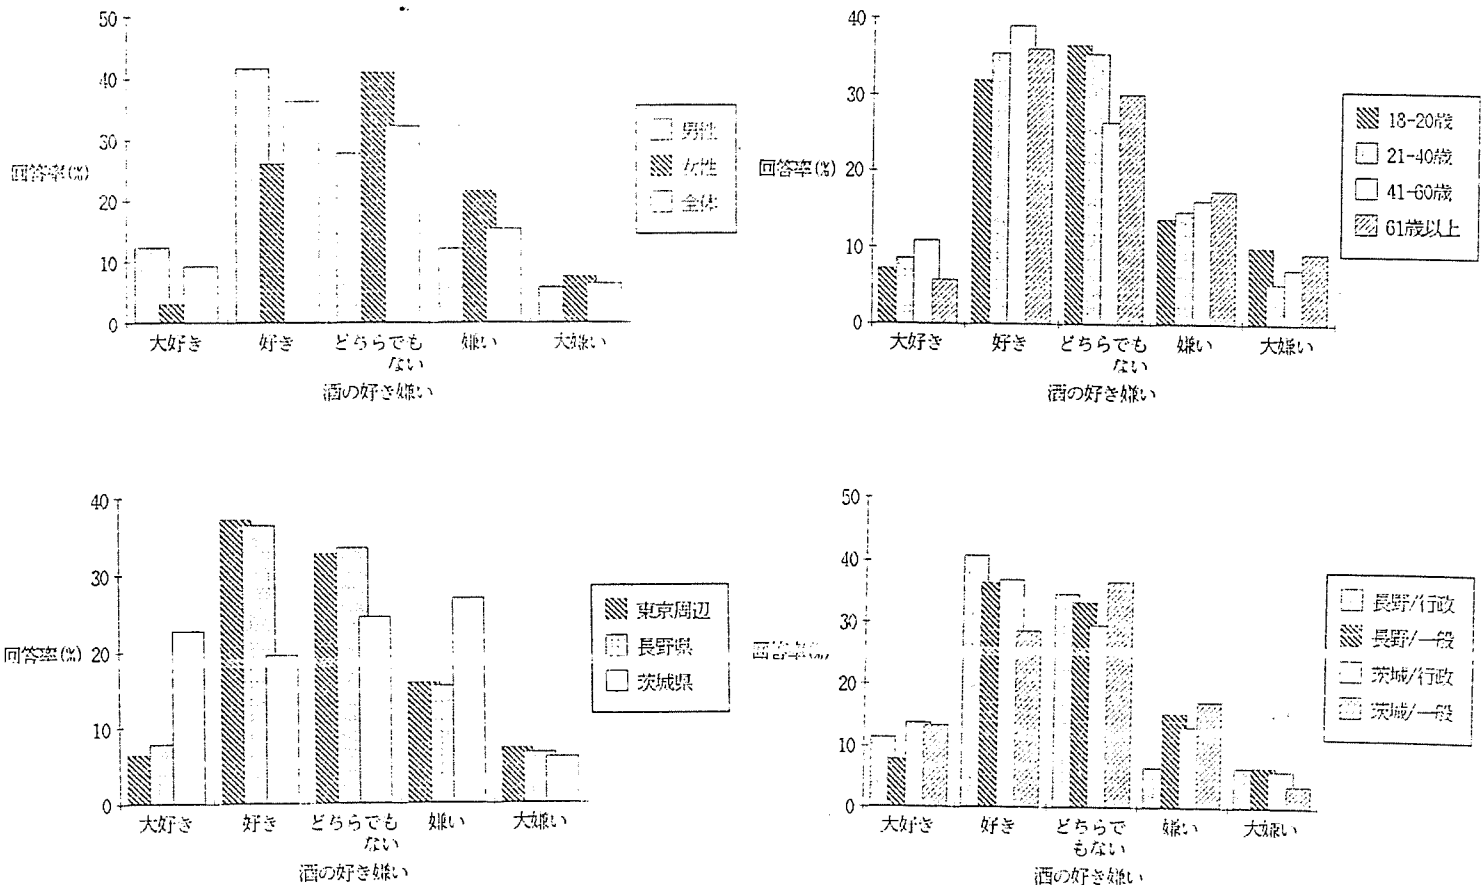 50
40
30
20
10
0
回答率(%)
大好き
好き
どちらでも
ない
嫌い
大嫌い
酒の好き嫌い
男性
女性
全体
40
30
20
10
0
回答率(%)
大好き
好き
どちらでも
ない
嫌い
大嫌い
酒の好き嫌い
18-20歳
21-40歳
41-60歳
61歳以上
40
30
20
10
0
回答率(%)
大好き
好き
どちらでも
ない
嫌い
大嫌い
酒の好き嫌い
東京周辺
長野県
茨城県
50
40
30
20
10
0
回答率(%)
大好き
好き
どちらで
もない
嫌い
大嫌い
酒の好き嫌い
長野/行政
長野/一般
茨城/行政
茨城/一般